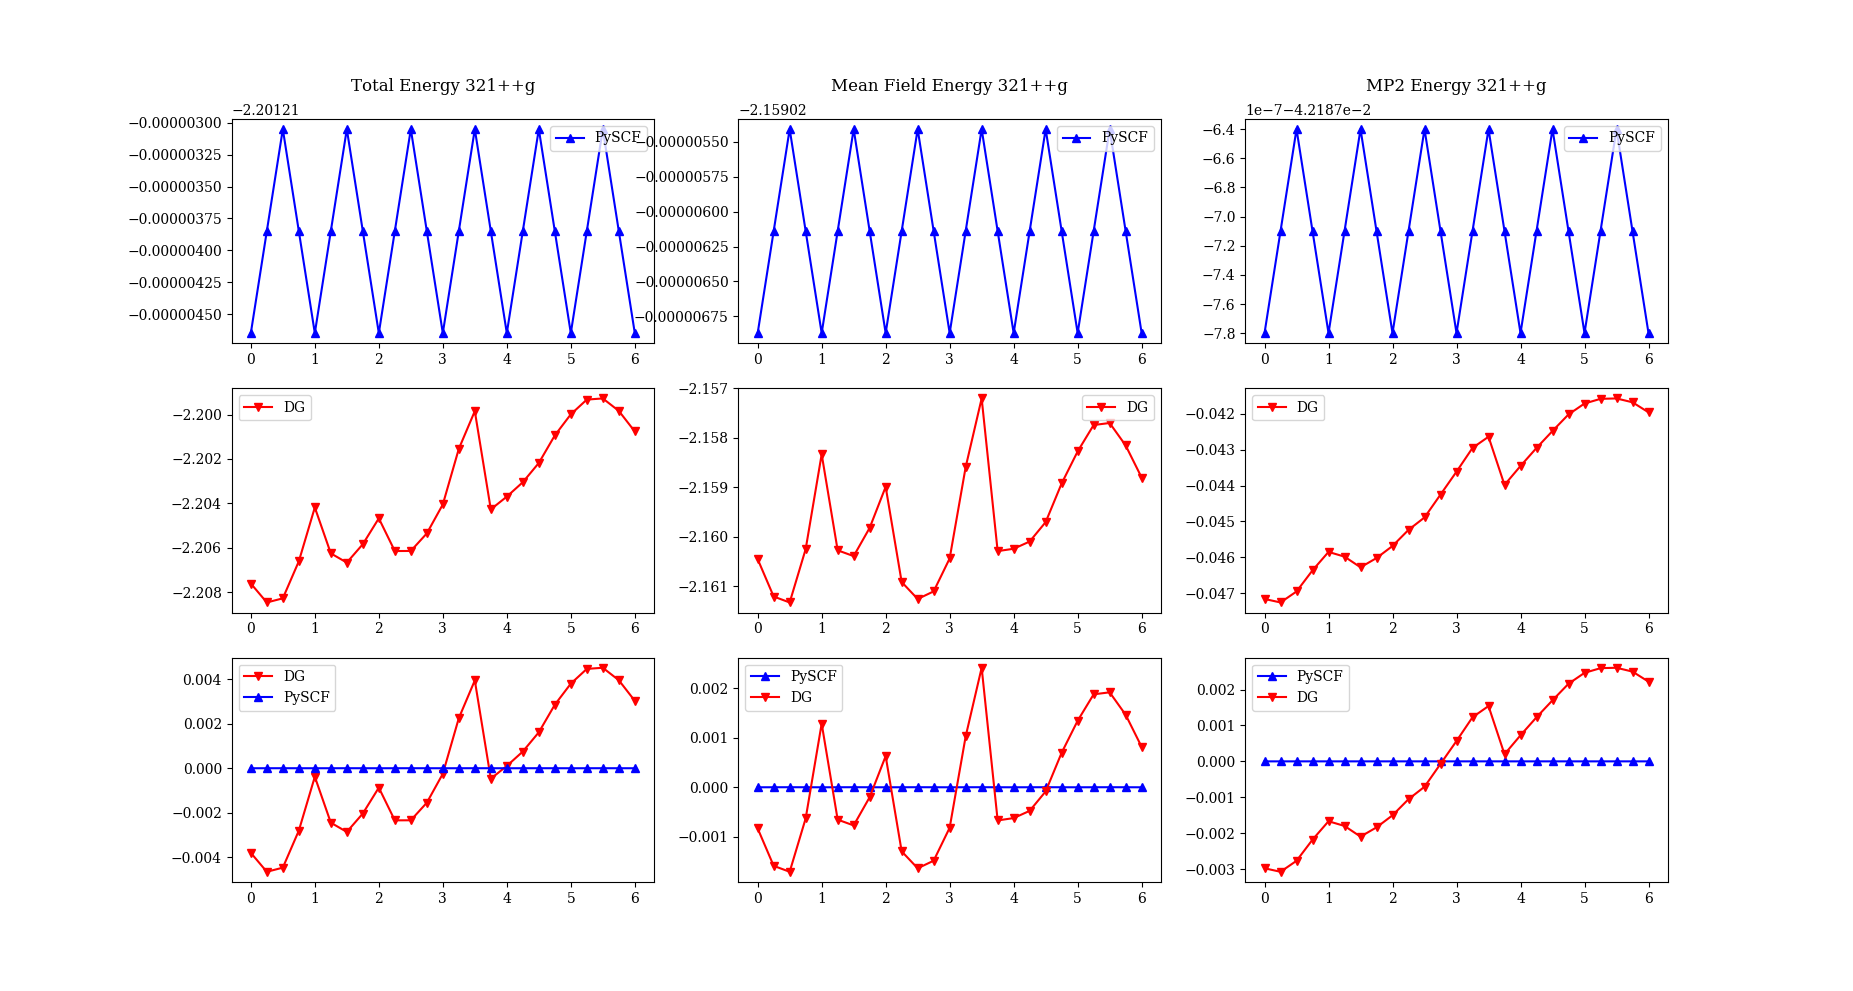 Total Energy 321++g
Mean Field Energy 321++g
MP2 Energy 321++g
−2.20121
−0.00000300
−0.00000325
−0.00000350
−0.00000375
−0.00000400
−0.00000425
−0.00000450
PySCF
0 1 2 3 4 5 6
−2.15902
−0.00000550
−0.00000575
−0.00000600
−0.00000625
−0.00000650
−0.00000675
PySCF
0 1 2 3 4 5 6
1e−7−4.2187e−2
−6.4
−6.6
−6.8
−7.0
−7.2
−7.4
−7.6
−7.8
PySCF
0 1 2 3 4 5 6
−2.200
−2.202
−2.204
−2.206
−2.208
DG
0 1 2 3 4 5 6
−2.157
−2.158
−2.159
−2.160
−2.161
DG
0 1 2 3 4 5 6
−0.042
−0.043
−0.044
−0.045
−0.046
−0.047
DG
0 1 2 3 4 5 6
0.004
0.002
0.000
−0.002
−0.004
DG
PySCF
0 1 2 3 4 5 6
0.002
0.001
0.000
−0.001
PySCF
DG
0 1 2 3 4 5 6
0.002
0.001
0.000
−0.001
−0.002
−0.003
PySCF
DG
0 1 2 3 4 5 6